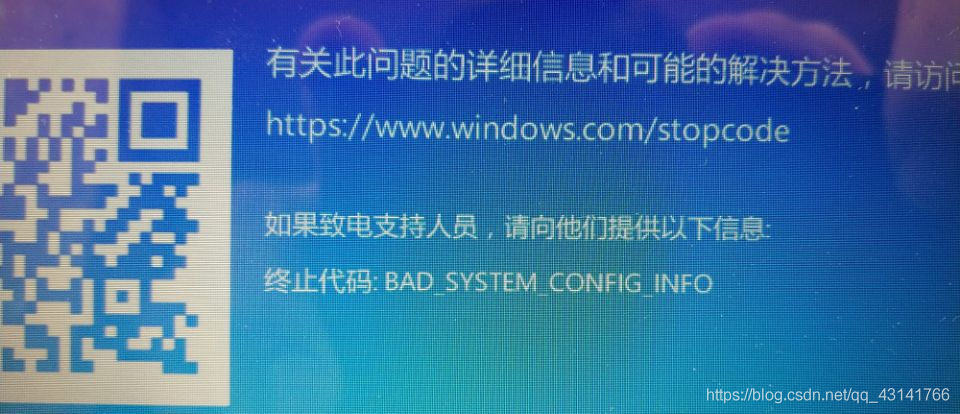 有关此问题的详细信息和可能的解决方法，请访问
https://www.windows.com/stopcode
如果致电支持人员，请向他们提供以下信息:
终止代码: BAD_SYSTEM_CONFIG_INFO
https://blog.csdn.net/qq_43141766